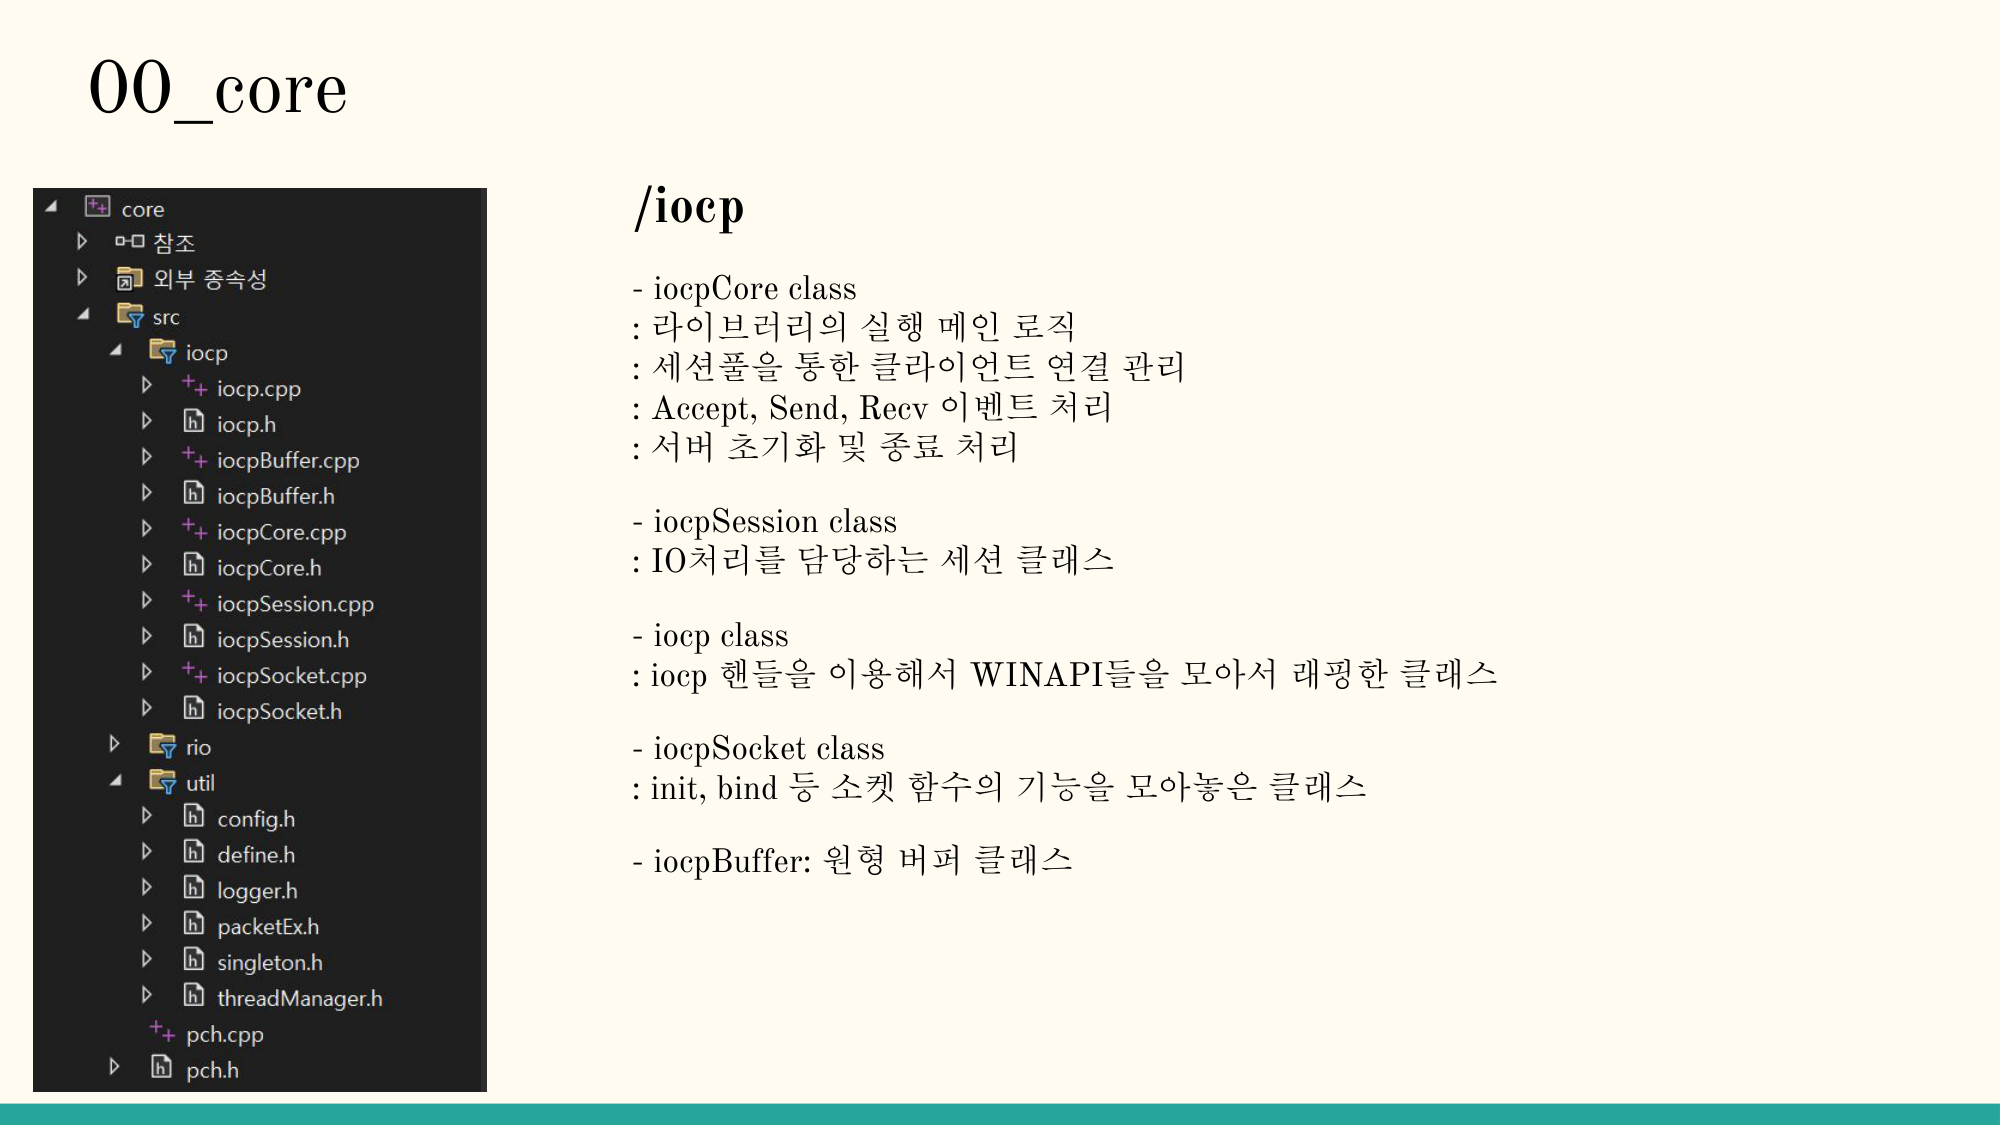 00_core
core
참조
외부 종속성
src
iocp
iocp.cpp
iocp.h
iocpBuffer.cpp
iocpBuffer.h
iocpCore.cpp
iocpCore.h
iocpSession.cpp
iocpSession.h
iocpSocket.cpp
iocpSocket.h
rio
util
config.h
define.h
logger.h
packetEx.h
singleton.h
threadManager.h
pch.cpp
pch.h
/iocp
- iocpCore class
: 라이브러리의 실행 메인 로직
: 세션풀을 통한 클라이언트 연결 관리
: Accept, Send, Recv 이벤트 처리
: 서버 초기화 및 종료 처리
- iocpSession class
: IO처리를 담당하는 세션 클래스
- iocp class
: iocp 핸들을 이용해서 WINAPI들을 모아서 래핑한 클래스
- iocpSocket class
: init, bind 등 소켓 함수의 기능을 모아놓은 클래스
- iocpBuffer: 원형 버퍼 클래스